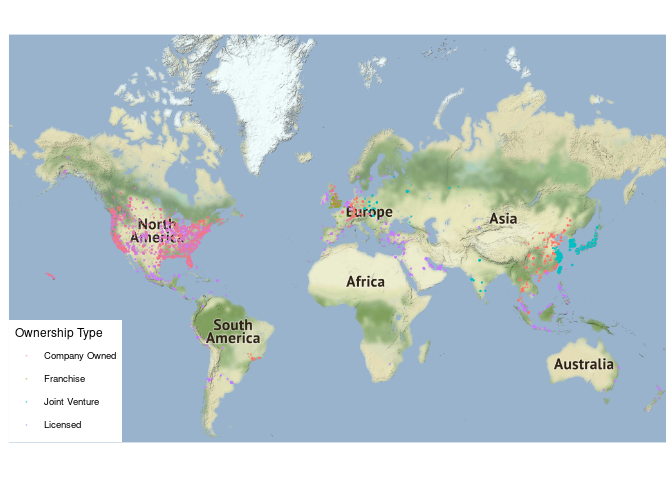 North
America
Europe
Asia
Africa
South
America
Australia
Ownership Type
Company Owned
Franchise
Joint Venture
Licensed